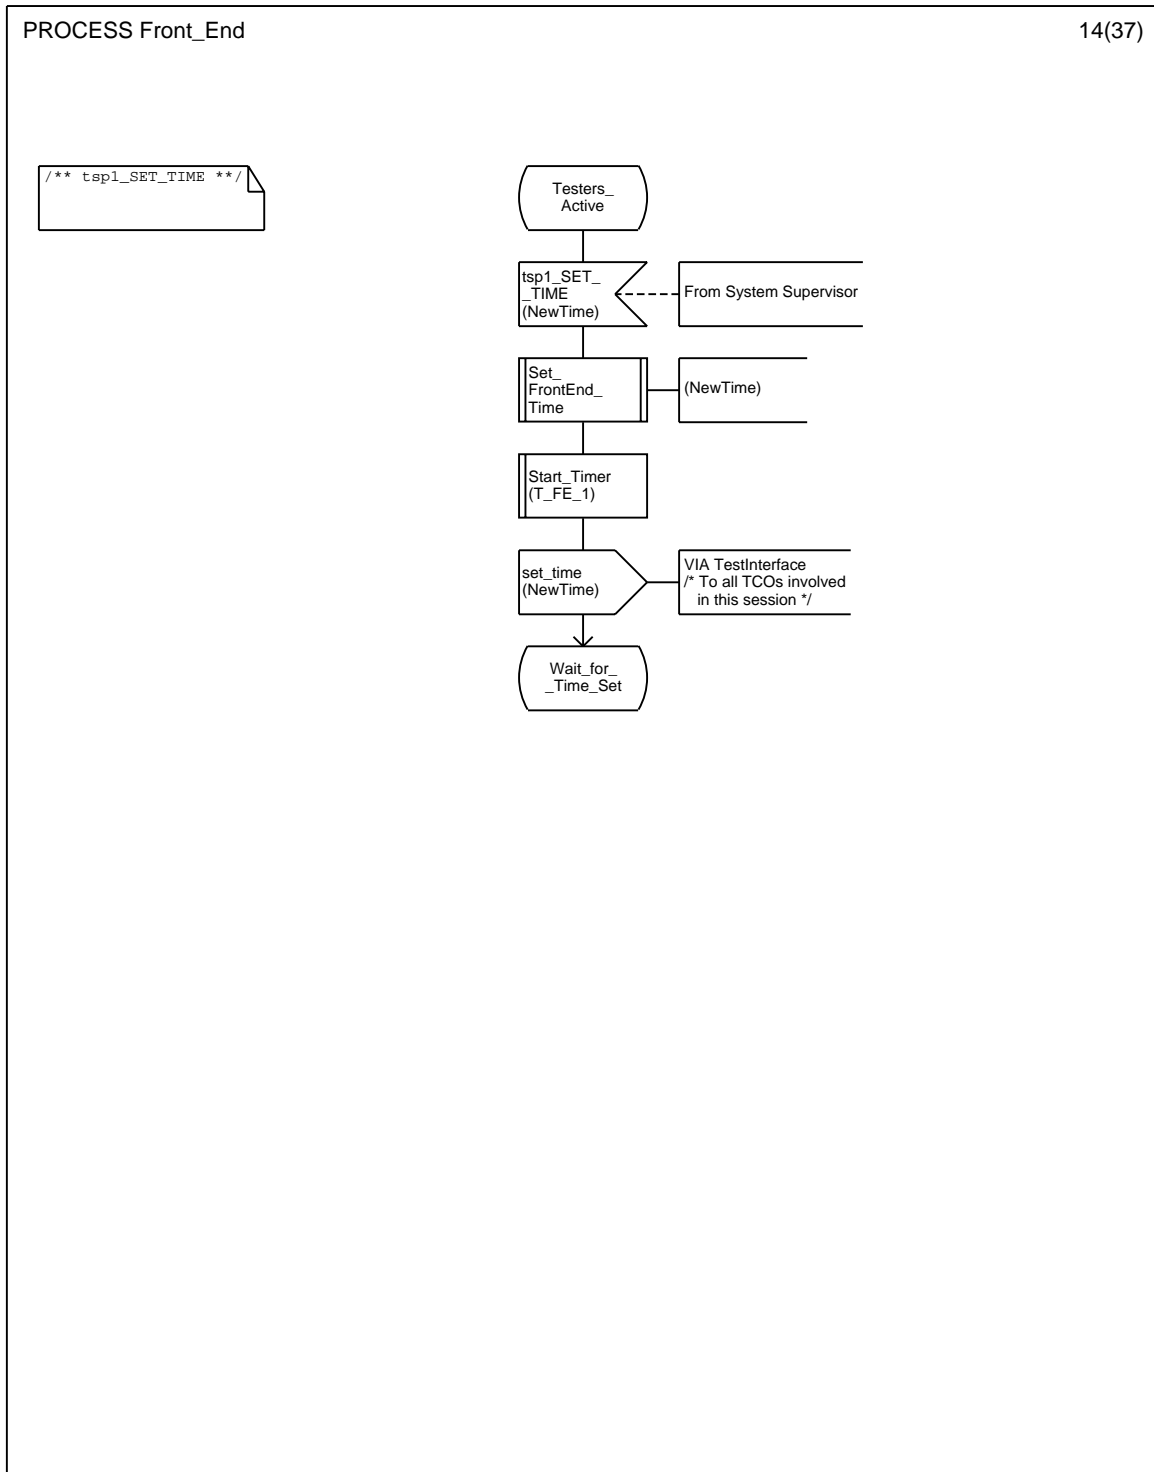 PROCESS Front_End
14(37)
/** tsp1_SET_TIME **/
Testers_
Active
tsp1_SET_
_TIME
(NewTime)
From System Supervisor
Set_
FrontEnd_
Time
(NewTime)
Start_Timer
(T_FE_1)
set_time
(NewTime)
VIA TestInterface
/* To all TCOs involved
in this session */
Wait_for_
_Time_Set